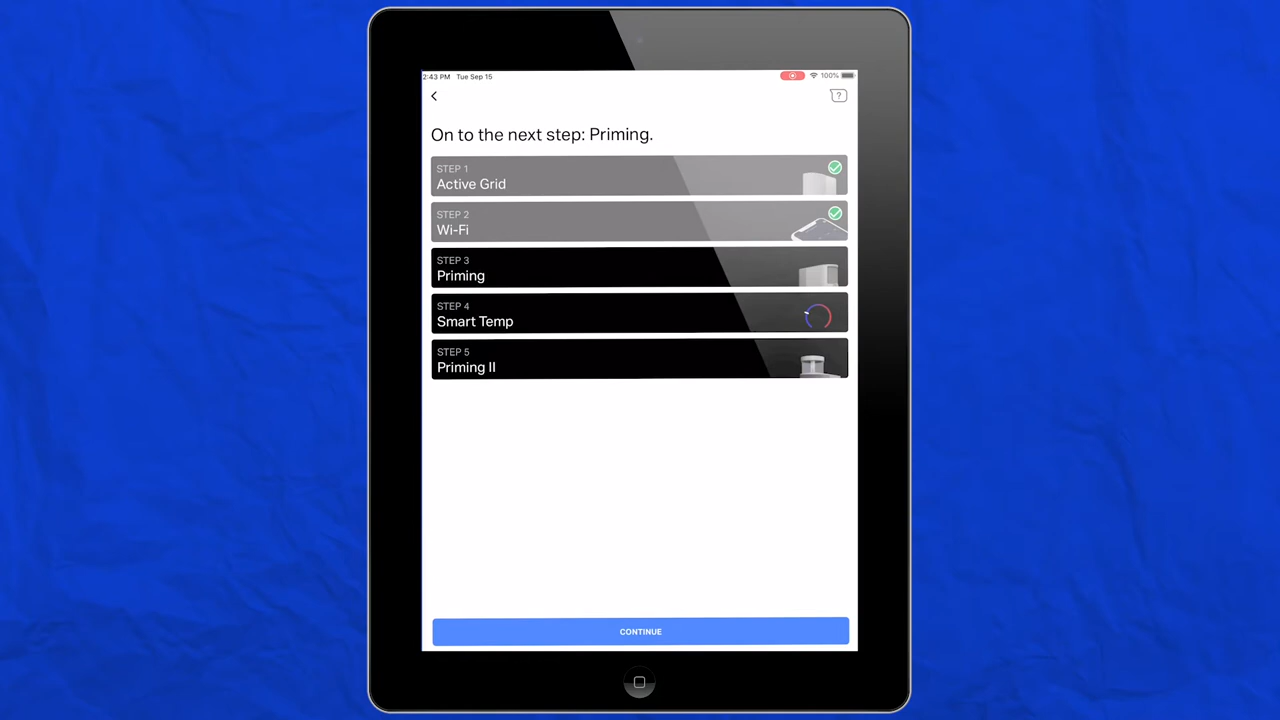 2:43 PM Tue Sep 15
100%
?
On to the next step: Priming.
STEP 1
Active Grid
STEP 2
Wi-Fi
STEP 3
Priming
STEP 4
Smart Temp
STEP 5
Priming II
CONTINUE